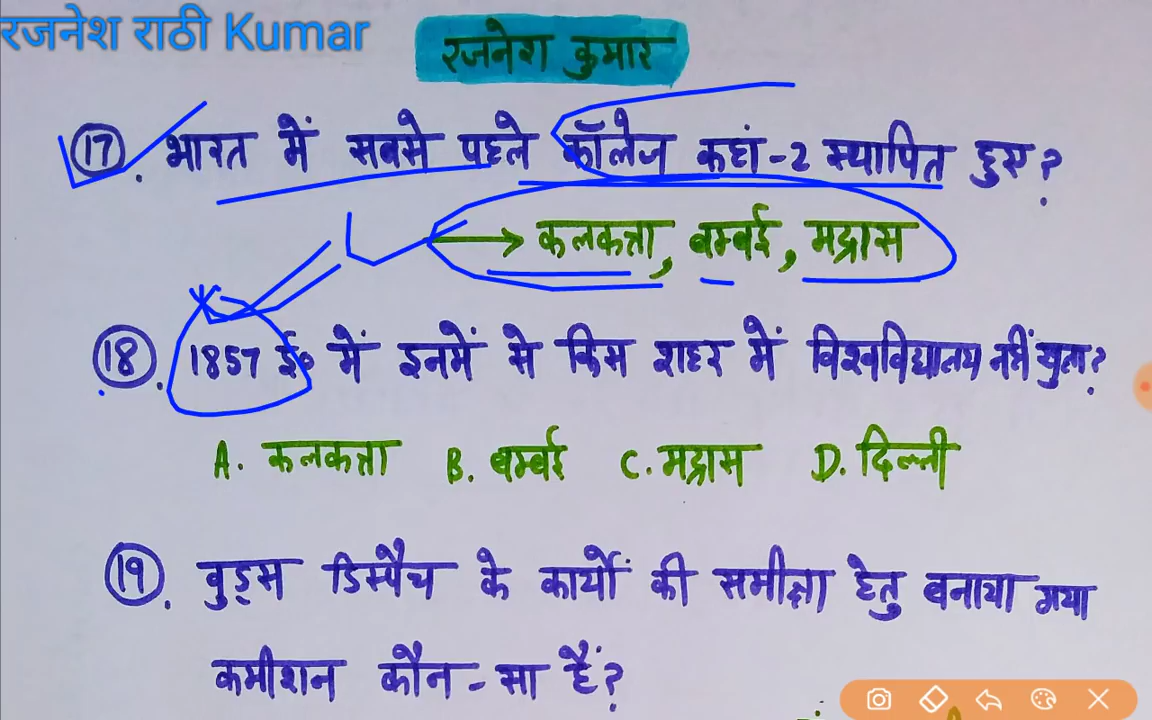 रजनेश राठी Kumar
रजनेश कुमार
17. भारत में सबसे पहले कॉलेज कहां-2 स्थापित हुए?
→ कलकत्ता, बम्बई, मद्रास
18. 1857 ई० में इनमें से किस शहर में विश्वविद्यालय नहीं खुला?
A. कलकत्ता B. बम्बई C. मद्रास D. दिल्ली
19. वुड्स डिस्पैच के कार्यों की समीक्षा हेतु बनाया गया
कमीशन कौन-सा हैं?